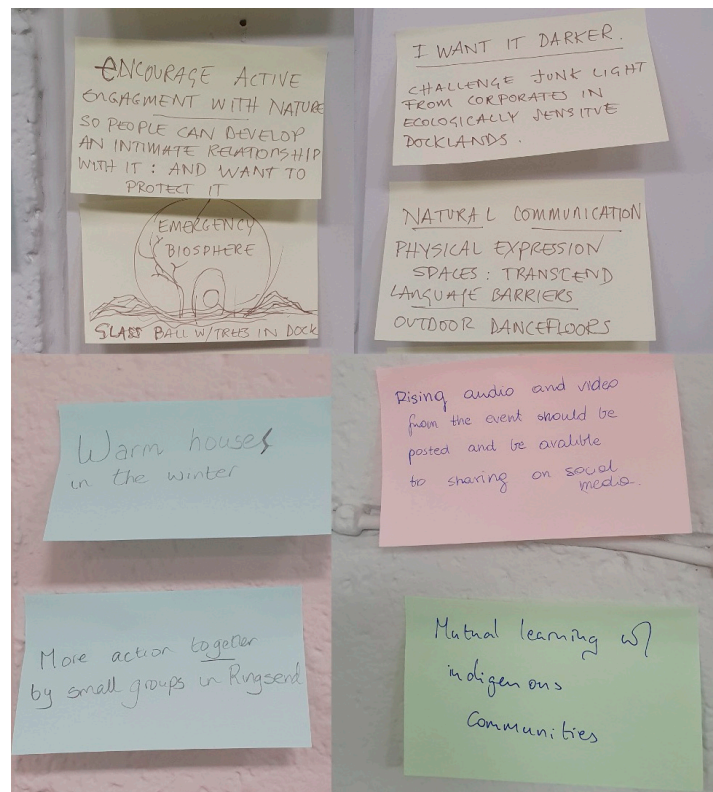 ENCOURAGE ACTIVE
ENGAGMENT WITH NATURE
SO PEOPLE CAN DEVELOP
AN INTIMATE RELATIONSHIP
WITH IT : AND WANT TO
PROTECT IT
EMERGENCY
BIOSPHERE
GLASS BALL W/TREES IN DOCK
I WANT IT DARKER.
CHALLENGE JUNK LIGHT
FROM CORPORATES IN
ECOLOGICALLY SENSITVE
DOCKLANDS.
NATURAL COMMUNICATION
PHYSICAL EXPRESSION
SPACES : TRANSCEND
LANGUAGE BARRIERS
OUTDOOR DANCEFLOORS
Warm houses
in the winter
Rising audio and video
from the event should be
posted and be avalible
to sharing on social
media.
More action together
by small groups in Ringsend
Mutual learning w/
indigenous
Communities